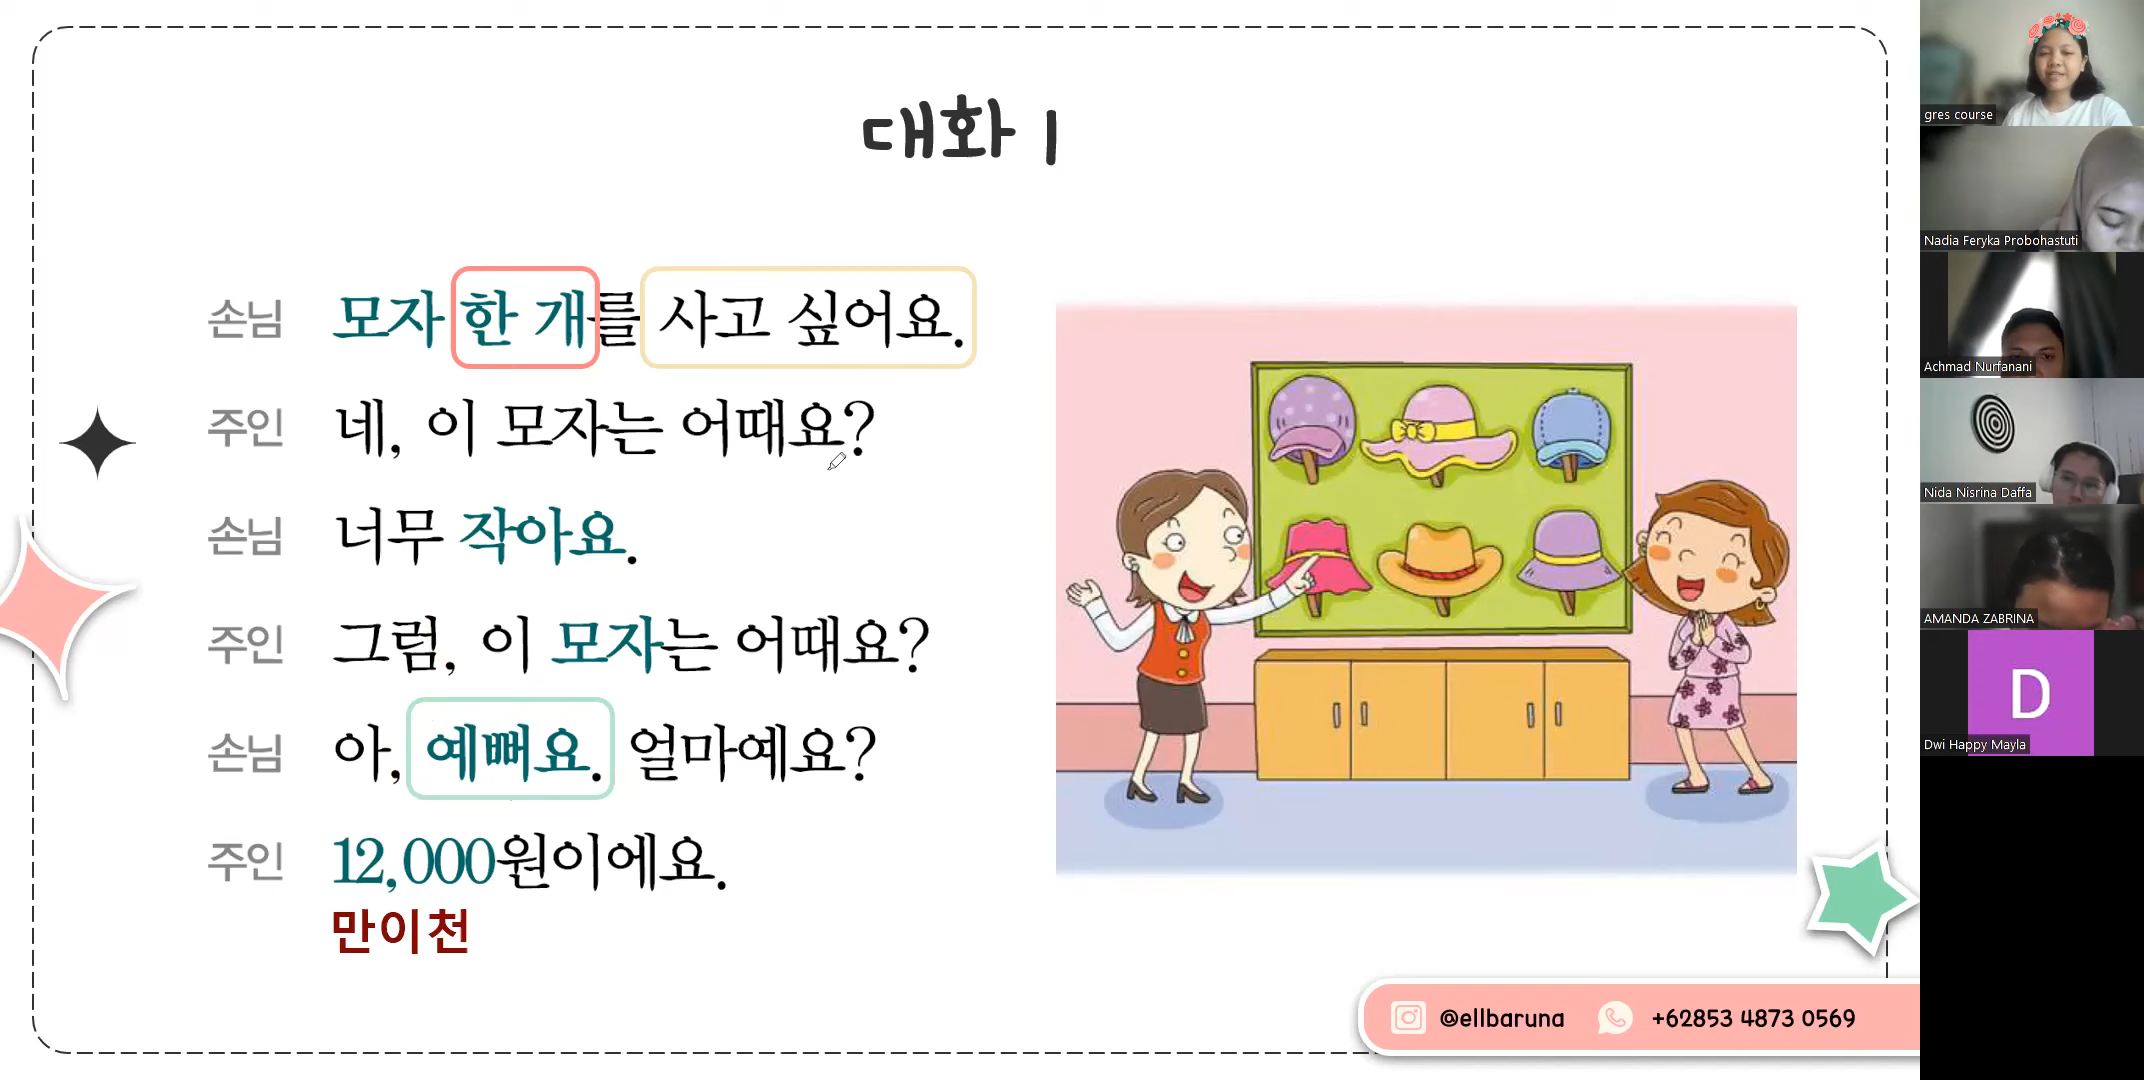 대화 1
손님 모자 한 개를 사고 싶어요.
주인 네, 이 모자는 어때요?
손님 너무 작아요.
주인 그럼, 이 모자는 어때요?
손님 아, 예뻐요. 얼마예요?
주인 12,000원이에요.
만이천
@ellbaruna +62853 4873 0569
gres course
Nadia Feryka Probohastuti
Achmad Nurfanani
Nida Nisrina Daffa
AMANDA ZABRINA
D
Dwi Happy Mayla